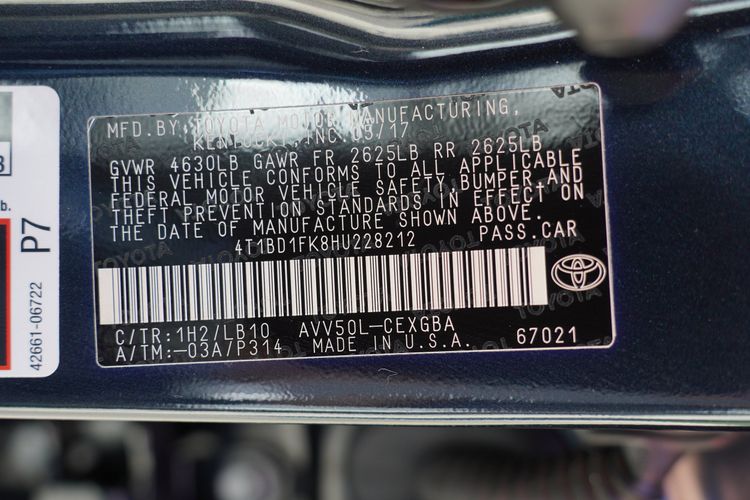 MFD.BY TOYOTA MOTOR MANUFACTURING,
KENTUCKY, INC 05/17
GVWR 4630LB GAWR FR 2625LB RR 2625LB
THIS VEHICLE CONFORMS TO ALL APPLICABLE
FEDERAL MOTOR VEHICLE SAFETY, BUMPER AND
THEFT PREVENTION STANDARDS IN EFFECT ON
THE DATE OF MANUFACTURE SHOWN ABOVE.
4T1BD1FK8HU228212 PASS.CAR
C/TR:1H2/LB10 AVV50L-CEXGBA
A/TM:-03A/P314 MADE IN U.S.A. 67021
b.
P7
42661-06722